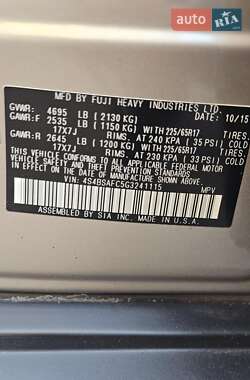 AUTO.RIA.com
MFD BY FUJI HEAVY INDUSTRIES LTD.
10/15
GVWR: 4695 LB ( 2130 KG)
GAWR:F 2535 LB ( 1150 KG) WITH 225/65R17
17X7J TIRES,RIMS,AT 240 KPA ( 35 PSI) COLD
GAWR:R 2645 LB ( 1200 KG) WITH 225/65R17
17X7J TIRES,RIMS,AT 230 KPA ( 33 PSI) COLD
THIS VEHICLE CONFORMS TO ALL APPLICABLE
FEDERAL MOTOR VEHICLE SAFETY
STANDARDS IN EFFECT ON THE DATE OF MANUFACTURE SHOWN ABOVE.
ASSEMBLED BY SIA INC. MADE IN U.S.A.
VIN: 4S4BSAFC5G3241115 MPV